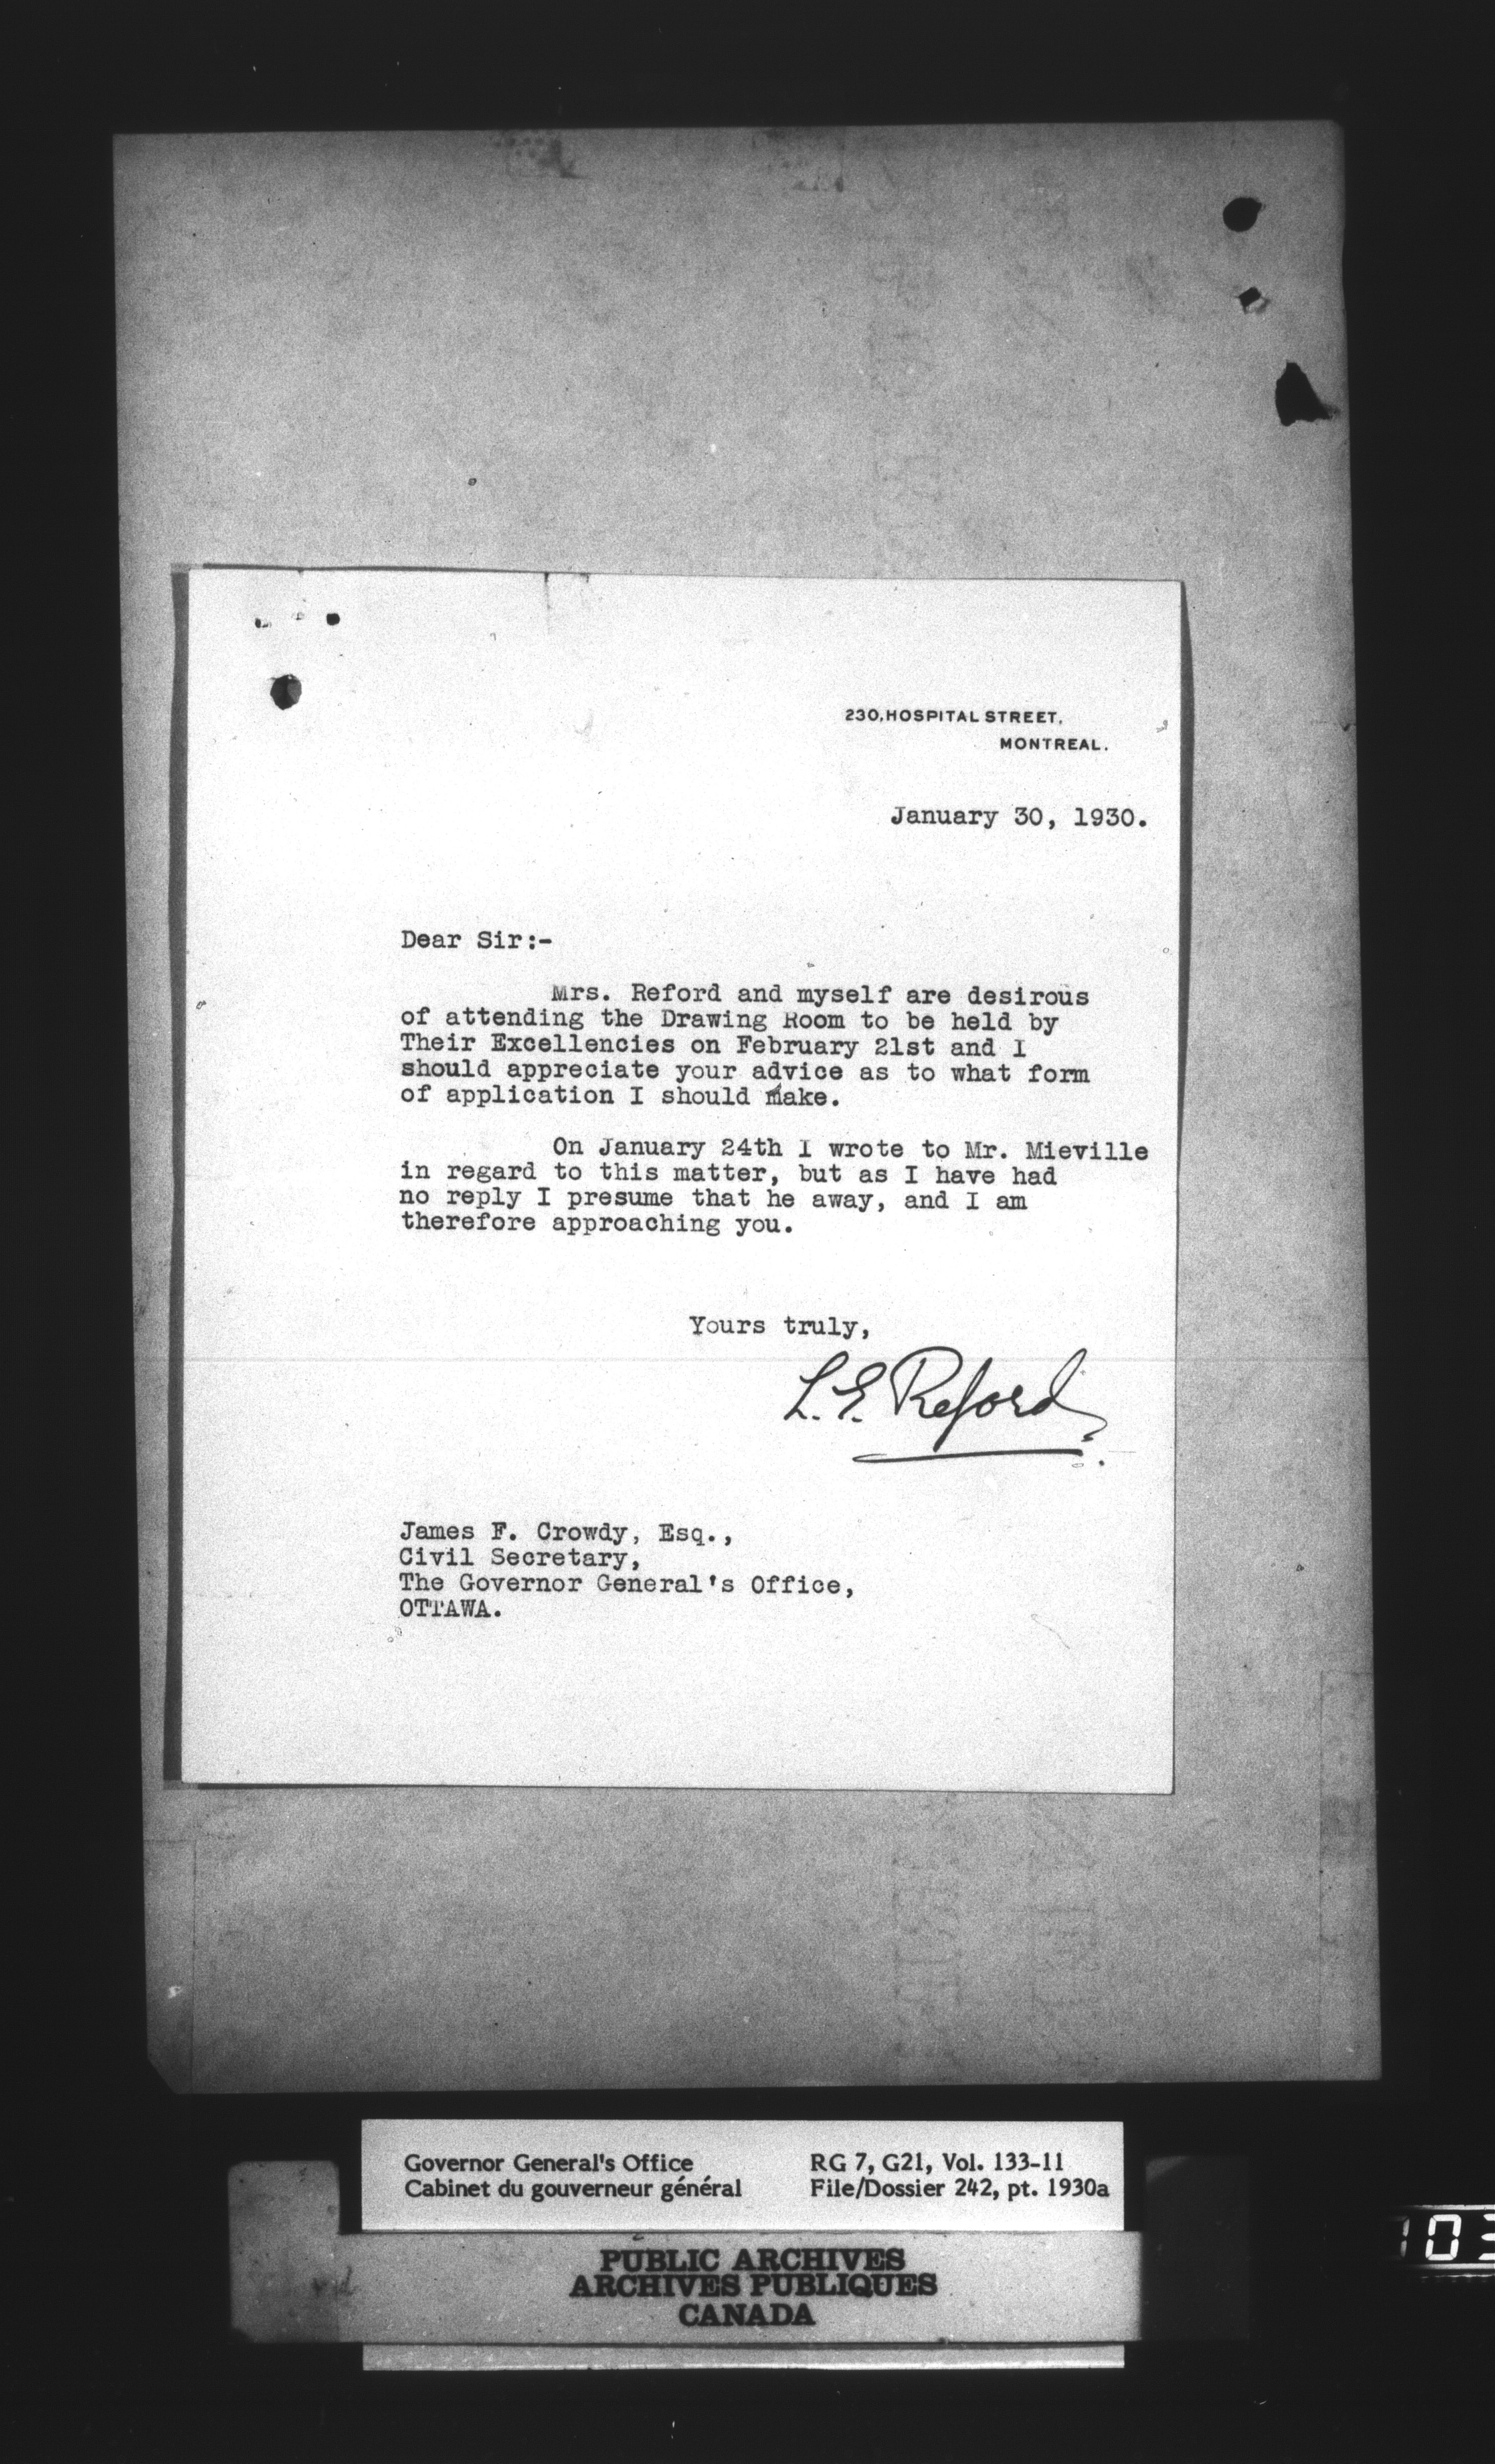 230, HOSPITAL STREET,
MONTREAL.
January 30, 1930.
Dear Sir:-
Mrs. Reford and myself are desirous
of attending the Drawing Room to be held by
Their Excellencies on February 21st and I
should appreciate your advice as to what form
of application I should make.
On January 24th I wrote to Mr. Mieville
in regard to this matter, but as I have had
no reply I presume that he away, and I am
therefore approaching you.
Yours truly,
L. E. Reford
James F. Crowdy, Esq.,
Civil Secretary,
The Governor General's Office,
OTTAWA.
Governor General's Office
Cabinet du gouverneur général
RG 7, G21, Vol. 133-11
File/Dossier 242, pt. 1930a
PUBLIC ARCHIVES
ARCHIVES PUBLIQUES
CANADA